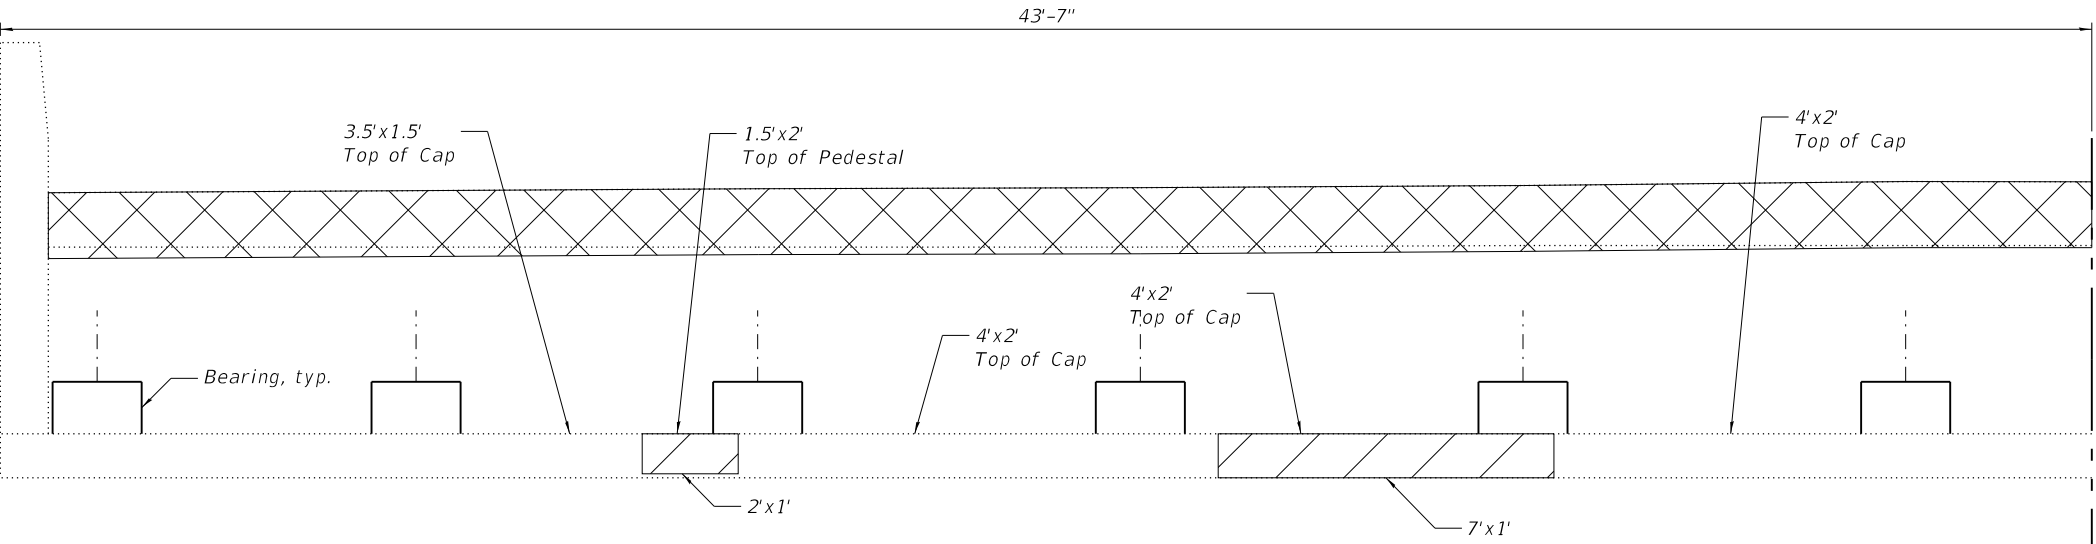 43'-7"
3.5'x1.5'
Top of Cap
1.5'x2'
Top of Pedestal
4'x2'
Top of Cap
4'x2'
Top of Cap
4'x2'
Top of Cap
Bearing, typ.
2'x1'
7'x1'